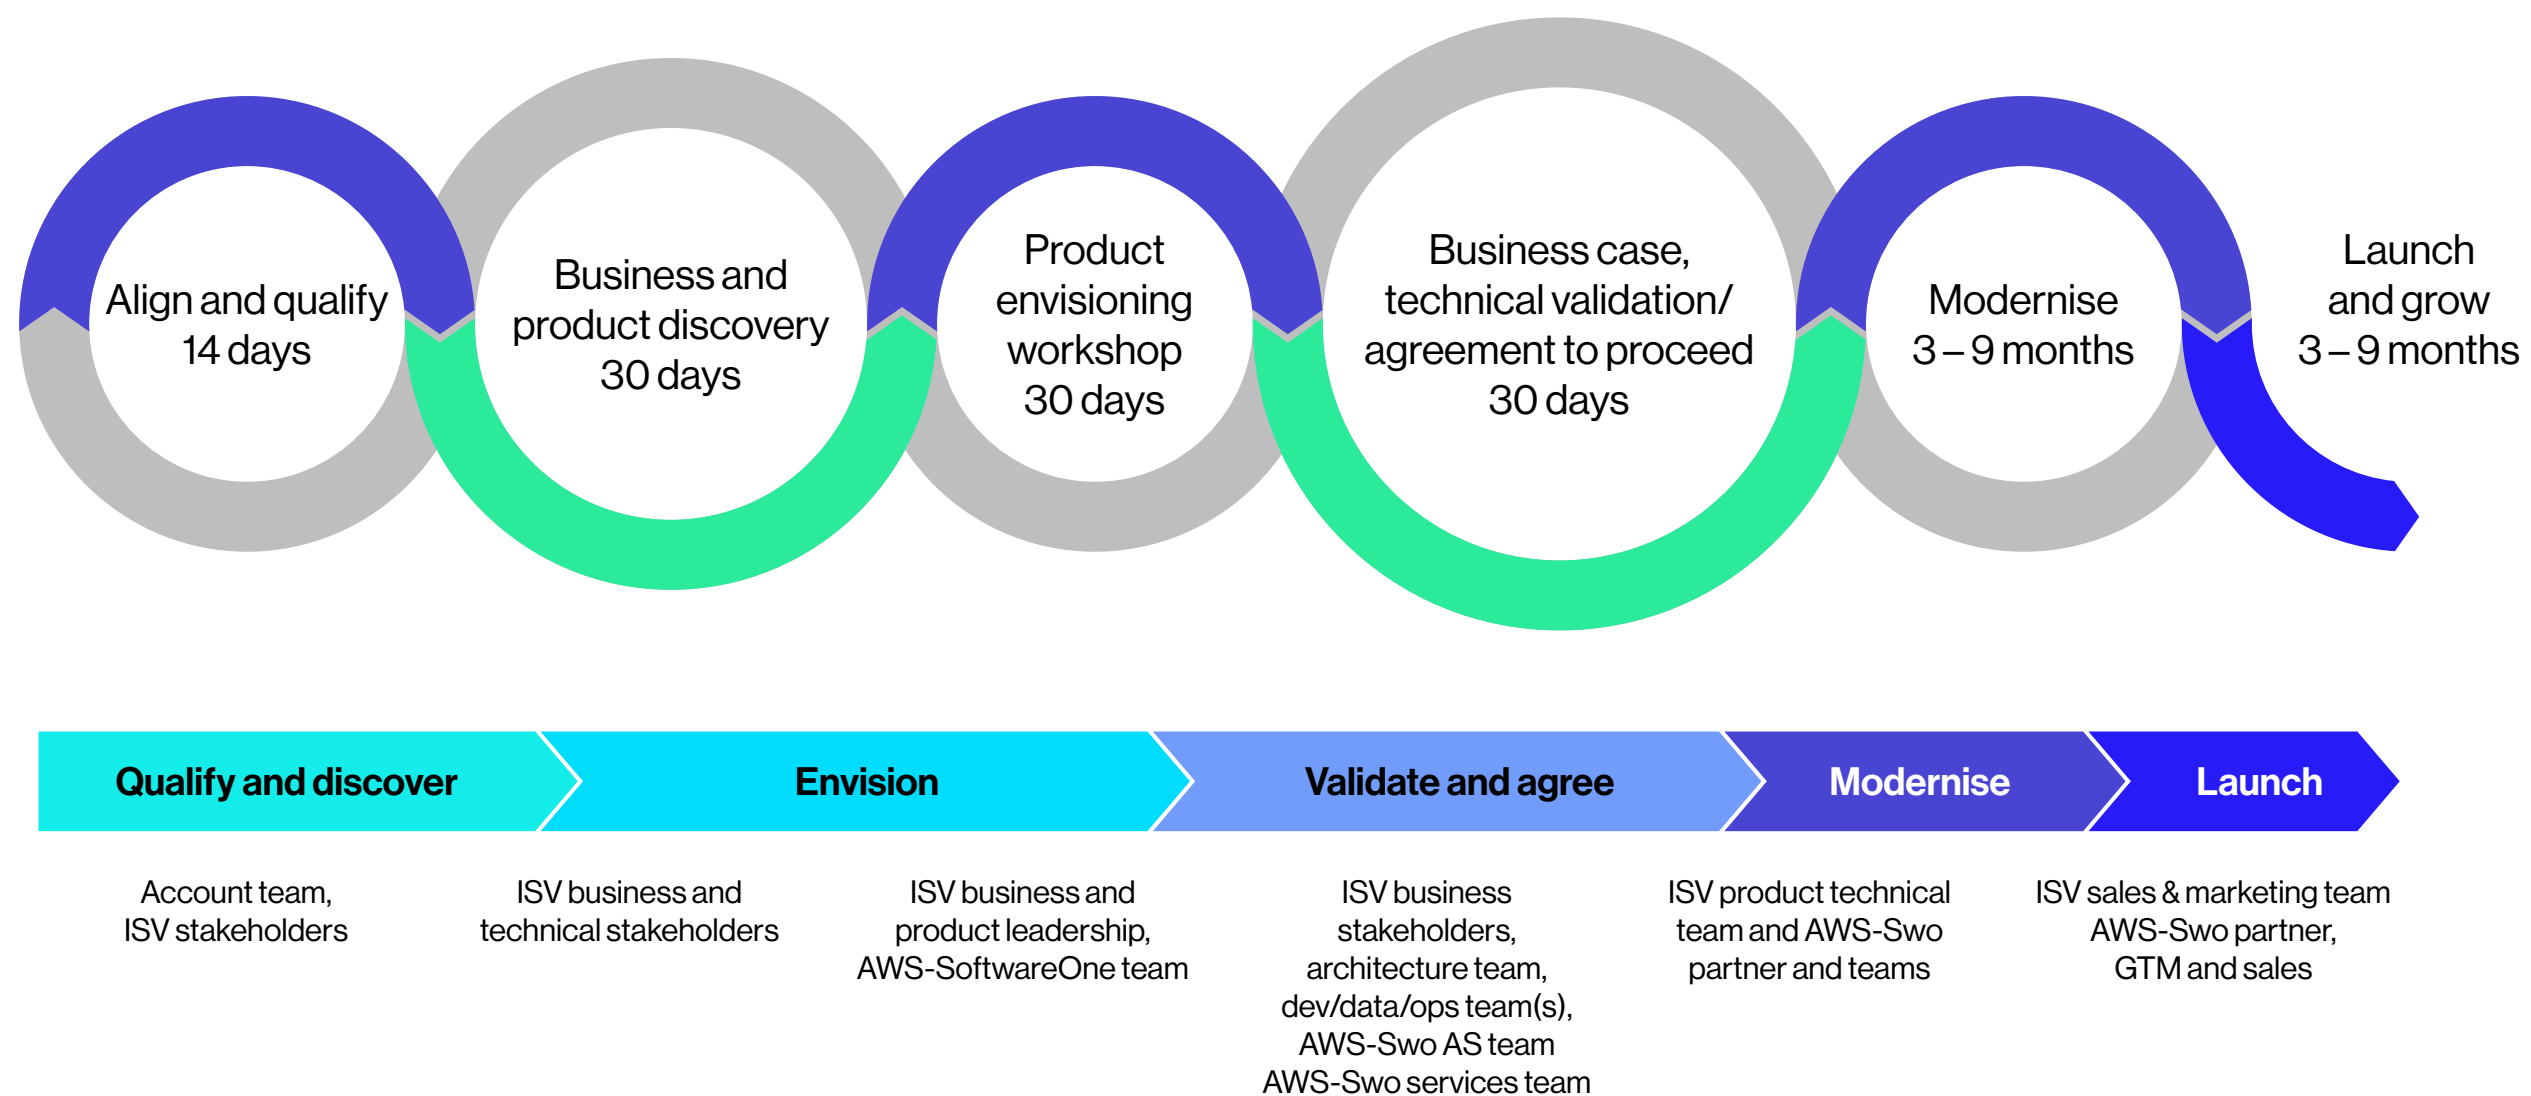 Align and qualify
14 days
Business and
product discovery
30 days
Product
envisioning
workshop
30 days
Business case,
technical validation/
agreement to proceed
30 days
Modernise
3 – 9 months
Launch
and grow
3 – 9 months
Qualify and discover
Envision
Validate and agree
Modernise
Launch
Account team,
ISV stakeholders
ISV business and
technical stakeholders
ISV business and
product leadership,
AWS-SoftwareOne team
ISV business
stakeholders,
architecture team,
dev/data/ops team(s),
AWS-Swo AS team
AWS-Swo services team
ISV product technical
team and AWS-Swo
partner and teams
ISV sales & marketing team
AWS-Swo partner,
GTM and sales